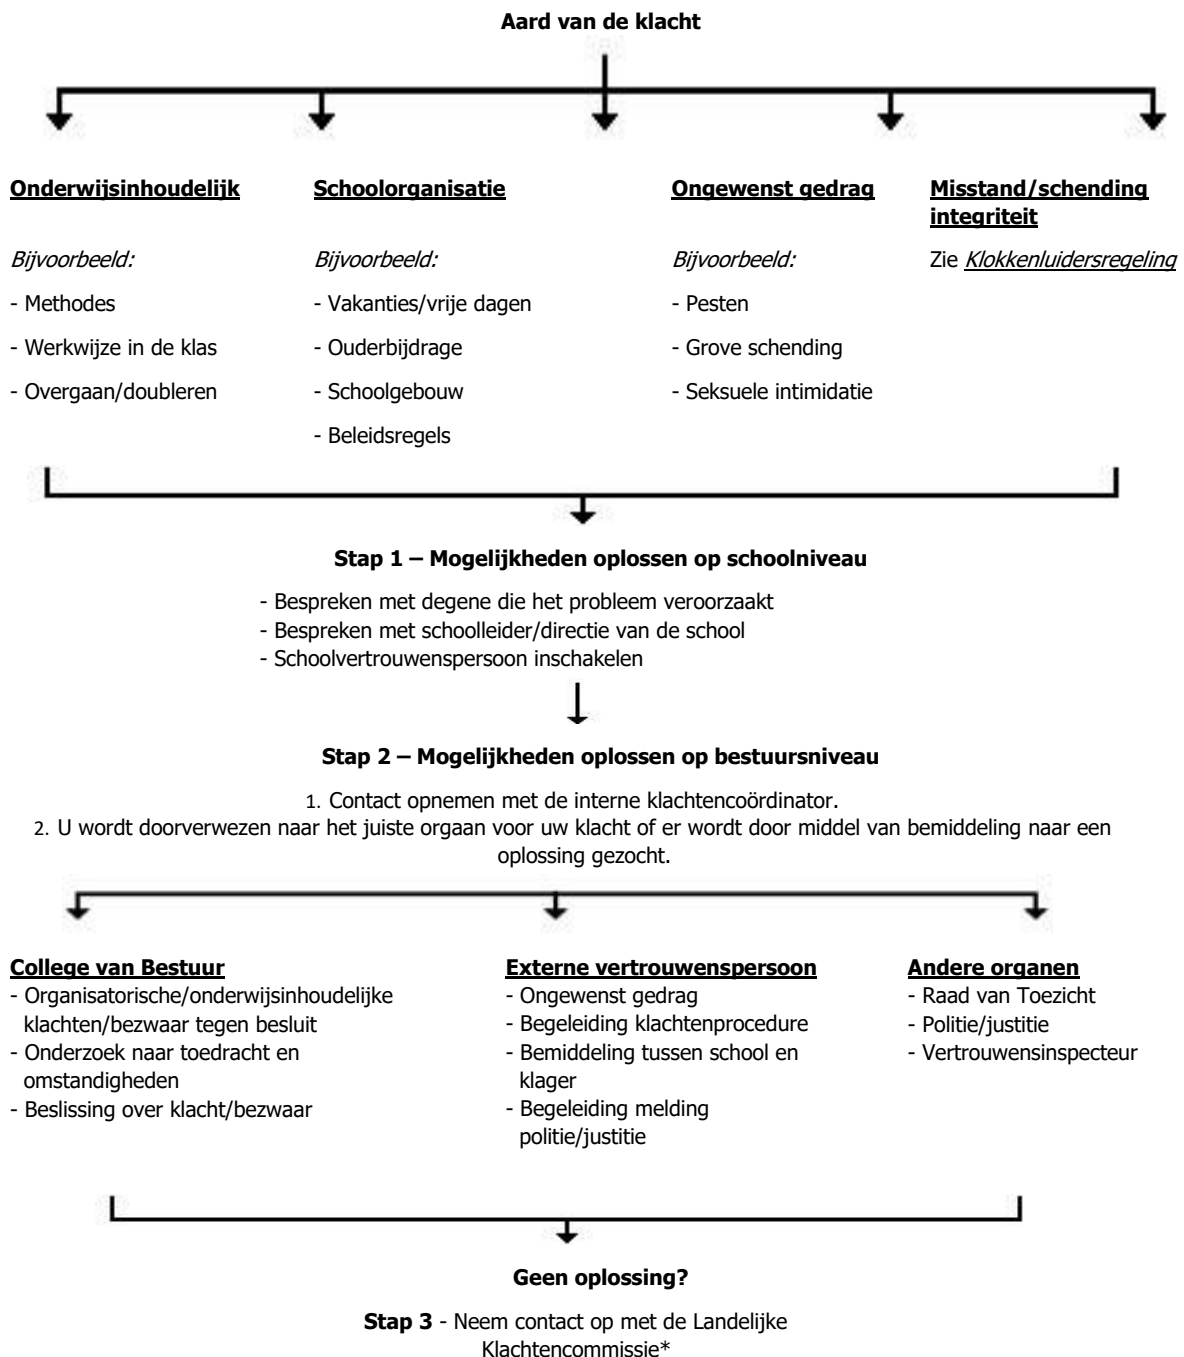 Aard van de klacht
Onderwijsinhoudelijk
Bijvoorbeeld:
- Methodes
- Werkwijze in de klas
- Overgaan/doubleren
Schoolorganisatie
Bijvoorbeeld:
- Vakanties/vrije dagen
- Ouderbijdrage
- Schoolgebouw
- Beleidsregels
Ongewenst gedrag
Bijvoorbeeld:
- Pesten
- Grove schending
- Seksuele intimidatie
Misstand/schending
integriteit
Zie Klokkenluidersregeling
Stap 1 – Mogelijkheden oplossen op schoolniveau
- Bespreken met degene die het probleem veroorzaakt
- Bespreken met schoolleider/directie van de school
- Schoolvertrouwenspersoon inschakelen
Stap 2 – Mogelijkheden oplossen op bestuursniveau
1. Contact opnemen met de interne klachtencoördinator.
2. U wordt doorverwezen naar het juiste orgaan voor uw klacht of er wordt door middel van bemiddeling naar een
oplossing gezocht.
College van Bestuur
- Organisatorische/onderwijsinhoudelijke
klachten/bezwaar tegen besluit
- Onderzoek naar toedracht en
omstandigheden
- Beslissing over klacht/bezwaar
Externe vertrouwenspersoon
- Ongewenst gedrag
- Begeleiding klachtenprocedure
- Bemiddeling tussen school en
klager
- Begeleiding melding
politie/justitie
Andere organen
- Raad van Toezicht
- Politie/justitie
- Vertrouwensinspecteur
Geen oplossing?
Stap 3 - Neem contact op met de Landelijke
Klachtencommissie*